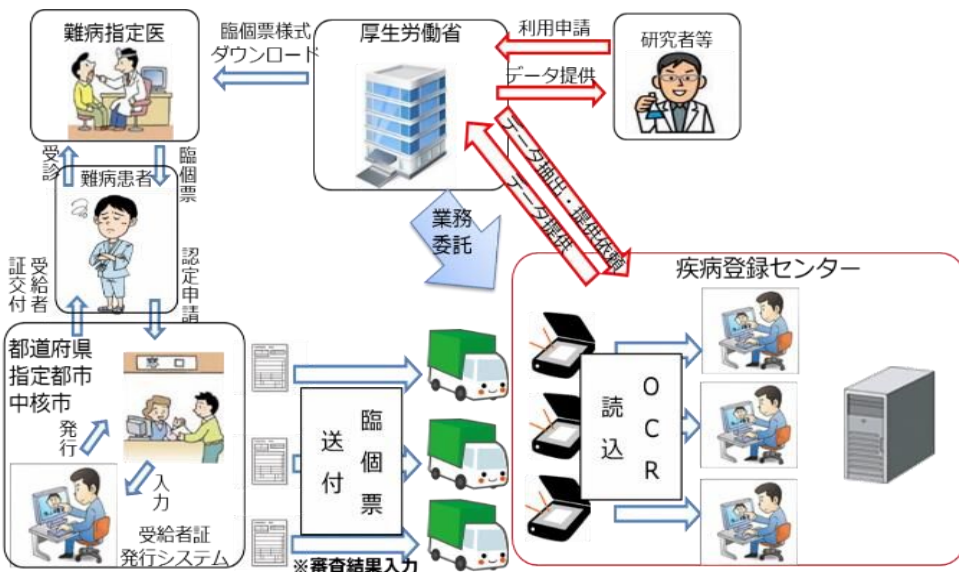 難病指定医
臨個票様式
ダウンロード
厚生労働省
利用申請
データ提供
研究者等
受診
臨個票
難病患者
データ抽出・提供依頼
データ提供
業務
委託
受給者
証交付
認定申請
疾病登録センター
都道府県
指定都市
中核市
窓口
発行
入力
受給者証
発行システム
臨個票
送付
※審査結果入力
OCR
読込